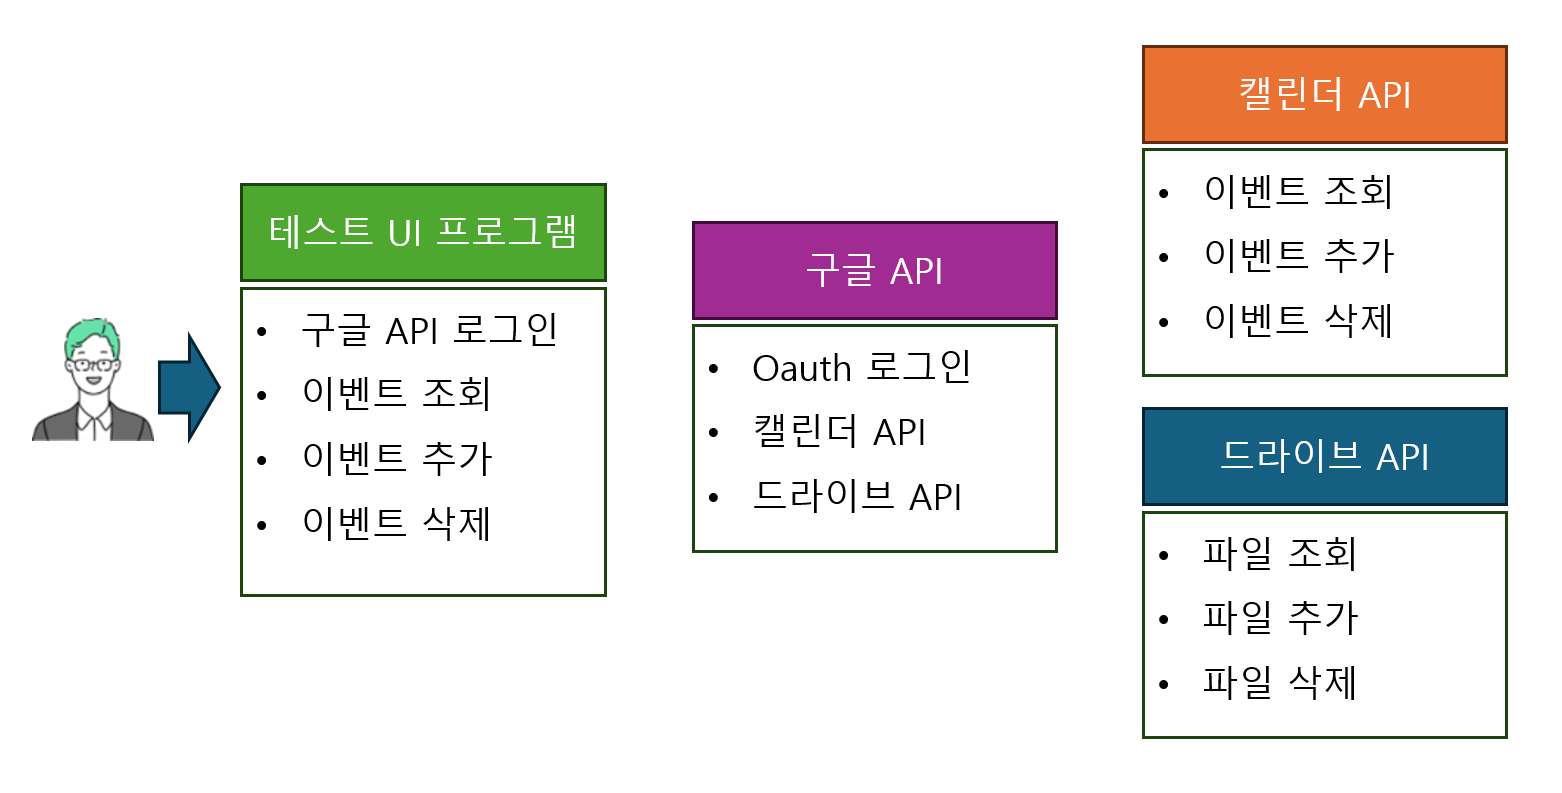 테스트 UI 프로그램
• 구글 API 로그인
• 이벤트 조회
• 이벤트 추가
• 이벤트 삭제
구글 API
• Oauth 로그인
• 캘린더 API
• 드라이브 API
캘린더 API
• 이벤트 조회
• 이벤트 추가
• 이벤트 삭제
드라이브 API
• 파일 조회
• 파일 추가
• 파일 삭제